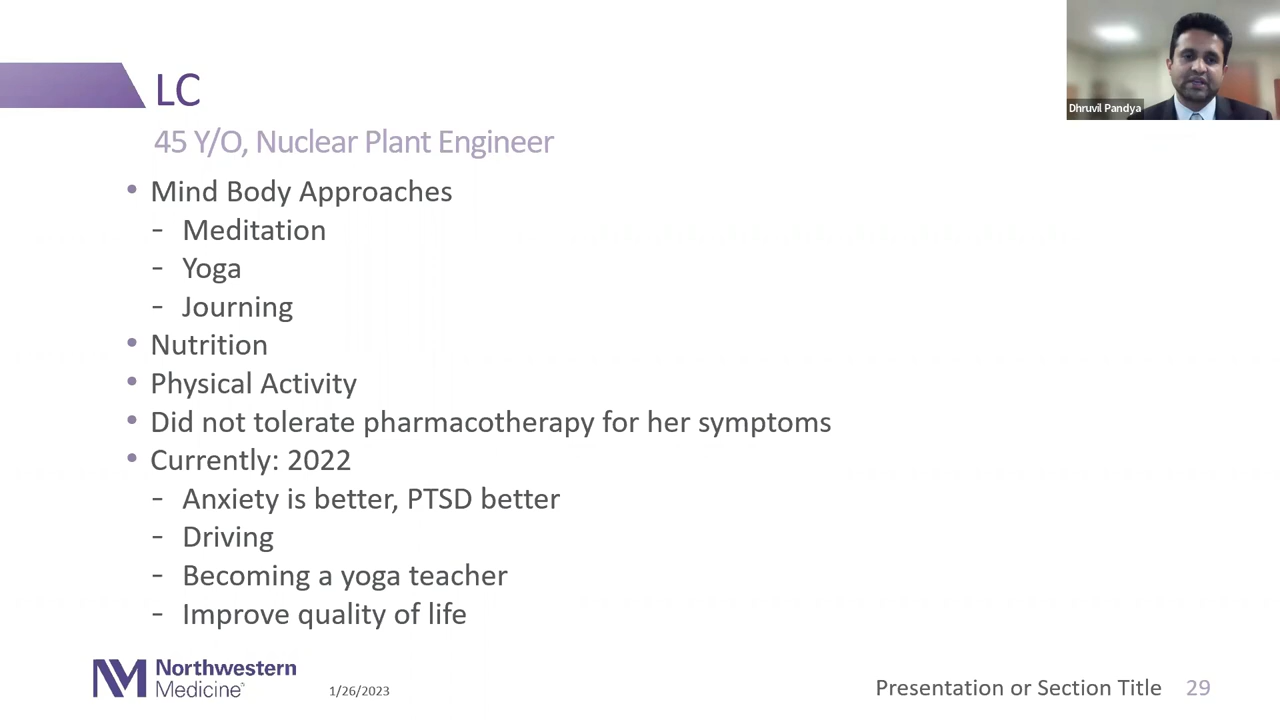 LC
Dhruvil Pandya
45 Y/O, Nuclear Plant Engineer
• Mind Body Approaches
- Meditation
- Yoga
- Journing
• Nutrition
• Physical Activity
• Did not tolerate pharmacotherapy for her symptoms
• Currently: 2022
- Anxiety is better, PTSD better
- Driving
- Becoming a yoga teacher
- Improve quality of life
NM Northwestern
Medicine
1/26/2023
Presentation or Section Title 29